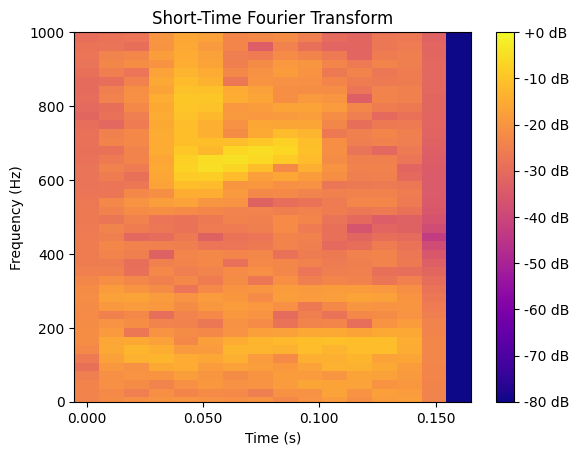 Short-Time Fourier Transform
Frequency (Hz)
1000
800
600
400
200
0
0.000
0.050
0.100
0.150
Time (s)
+0 dB
-10 dB
-20 dB
-30 dB
-40 dB
-50 dB
-60 dB
-70 dB
-80 dB